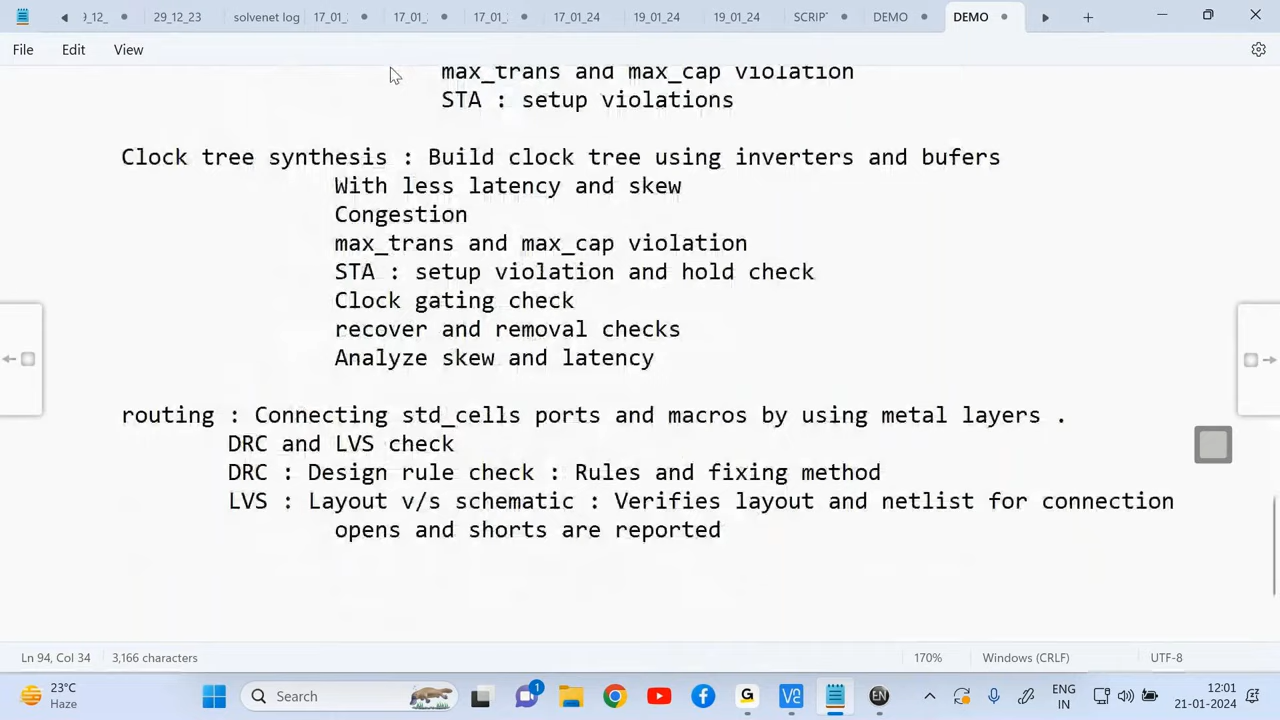 29_12_23
solvenet log
17_01_
17_01_
17_01_
17_01_24
19_01_24
19_01_24
SCRIP
DEMO
DEMO
File Edit View
max_trans and max_cap violation
STA : setup violations
Clock tree synthesis : Build clock tree using inverters and bufers
With less latency and skew
Congestion
max_trans and max_cap violation
STA : setup violation and hold check
Clock gating check
recover and removal checks
Analyze skew and latency
routing : Connecting std_cells ports and macros by using metal layers .
DRC and LVS check
DRC : Design rule check : Rules and fixing method
LVS : Layout v/s schematic : Verifies layout and netlist for connection
opens and shorts are reported
Ln 94, Col 34 3,166 characters 170% Windows (CRLF) UTF-8
23°C
Haze
Search
1
ENG
IN
12:01
21-01-2024